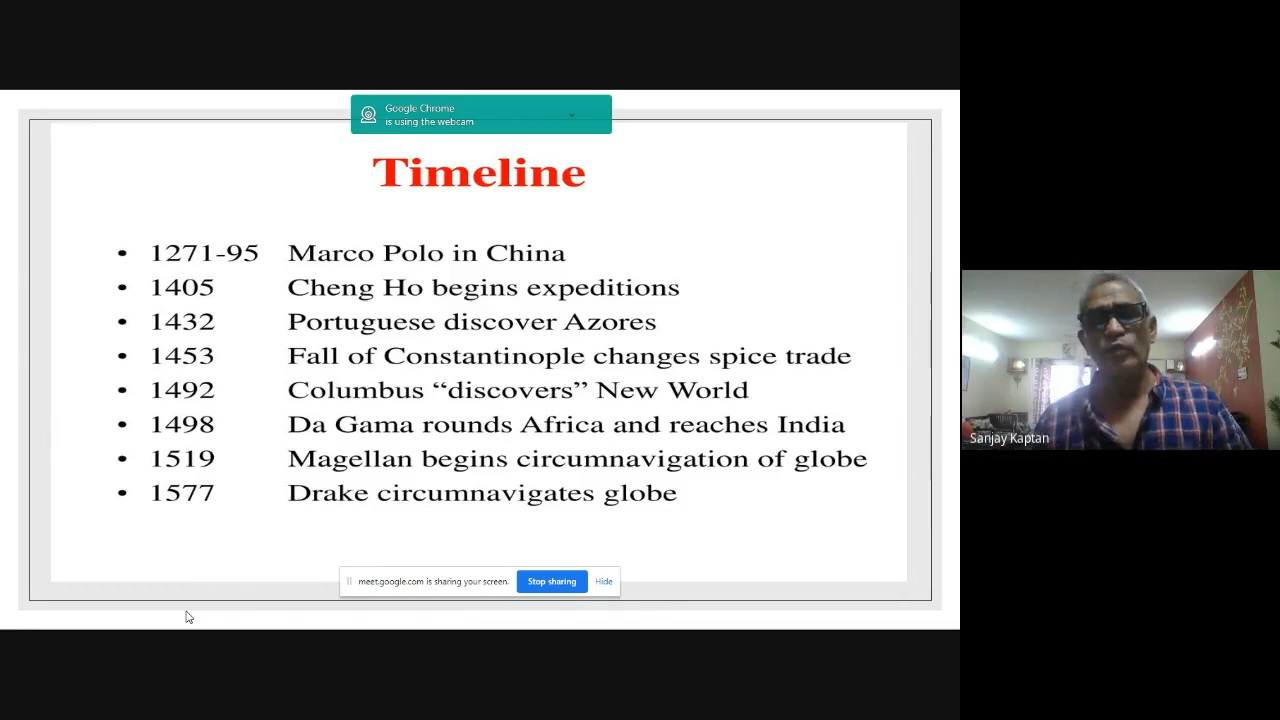 Google Chrome
is using the webcam
Timeline
• 1271-95 Marco Polo in China
• 1405 Cheng Ho begins expeditions
• 1432 Portuguese discover Azores
• 1453 Fall of Constantinople changes spice trade
• 1492 Columbus “discovers” New World
• 1498 Da Gama rounds Africa and reaches India
• 1519 Magellan begins circumnavigation of globe
• 1577 Drake circumnavigates globe
meet.google.com is sharing your screen. Stop sharing Hide
Sanjay Kaptan